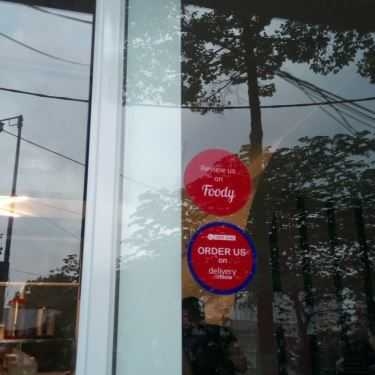 Review us
on
Foody
ORDER US
on
delivery